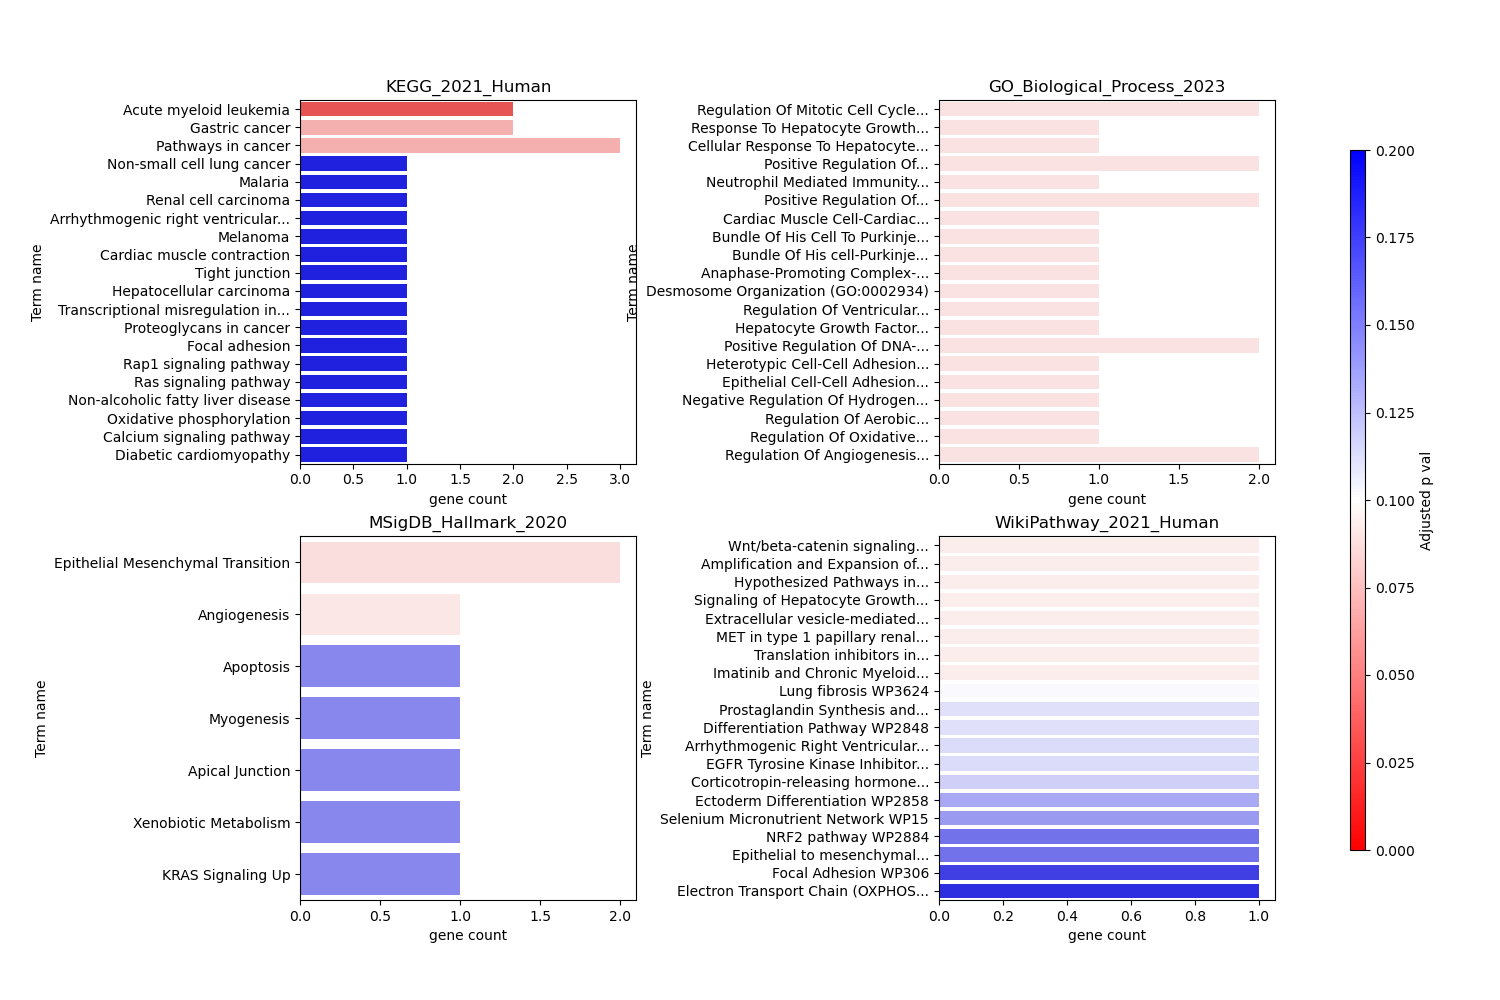 KEGG_2021_Human
Term name
Acute myeloid leukemia
Gastric cancer
Pathways in cancer
Non-small cell lung cancer
Malaria
Renal cell carcinoma
Arrhythmogenic right ventricular...
Melanoma
Cardiac muscle contraction
Tight junction
Hepatocellular carcinoma
Transcriptional misregulation in...
Proteoglycans in cancer
Focal adhesion
Rap1 signaling pathway
Ras signaling pathway
Non-alcoholic fatty liver disease
Oxidative phosphorylation
Calcium signaling pathway
Diabetic cardiomyopathy
0.0 0.5 1.0 1.5 2.0 2.5 3.0
gene count
GO_Biological_Process_2023
Term name
Regulation Of Mitotic Cell Cycle...
Response To Hepatocyte Growth...
Cellular Response To Hepatocyte...
Positive Regulation Of...
Neutrophil Mediated Immunity...
Positive Regulation Of...
Cardiac Muscle Cell-Cardiac...
Bundle Of His Cell To Purkinje...
Bundle Of His cell-Purkinje...
Anaphase-Promoting Complex-...
Desmosome Organization (GO:0002934)
Regulation Of Ventricular...
Hepatocyte Growth Factor...
Positive Regulation Of DNA-...
Heterotypic Cell-Cell Adhesion...
Epithelial Cell-Cell Adhesion...
Negative Regulation Of Hydrogen...
Regulation Of Aerobic...
Regulation Of Oxidative...
Regulation Of Angiogenesis...
0.0 0.5 1.0 1.5 2.0
gene count
MSigDB_Hallmark_2020
Term name
Epithelial Mesenchymal Transition
Angiogenesis
Apoptosis
Myogenesis
Apical Junction
Xenobiotic Metabolism
KRAS Signaling Up
0.0 0.5 1.0 1.5 2.0
gene count
WikiPathway_2021_Human
Term name
Wnt/beta-catenin signaling...
Amplification and Expansion of...
Hypothesized Pathways in...
Signaling of Hepatocyte Growth...
Extracellular vesicle-mediated...
MET in type 1 papillary renal...
Translation inhibitors in...
Imatinib and Chronic Myeloid...
Lung fibrosis WP3624
Prostaglandin Synthesis and...
Differentiation Pathway WP2848
Arrhythmogenic Right Ventricular...
EGFR Tyrosine Kinase Inhibitor...
Corticotropin-releasing hormone...
Ectoderm Differentiation WP2858
Selenium Micronutrient Network WP15
NRF2 pathway WP2884
Epithelial to mesenchymal...
Focal Adhesion WP306
Electron Transport Chain (OXPHOS...
0.0 0.2 0.4 0.6 0.8 1.0
gene count
0.200
0.175
0.150
0.125
0.100
0.075
0.050
0.025
0.000
Adjusted p val